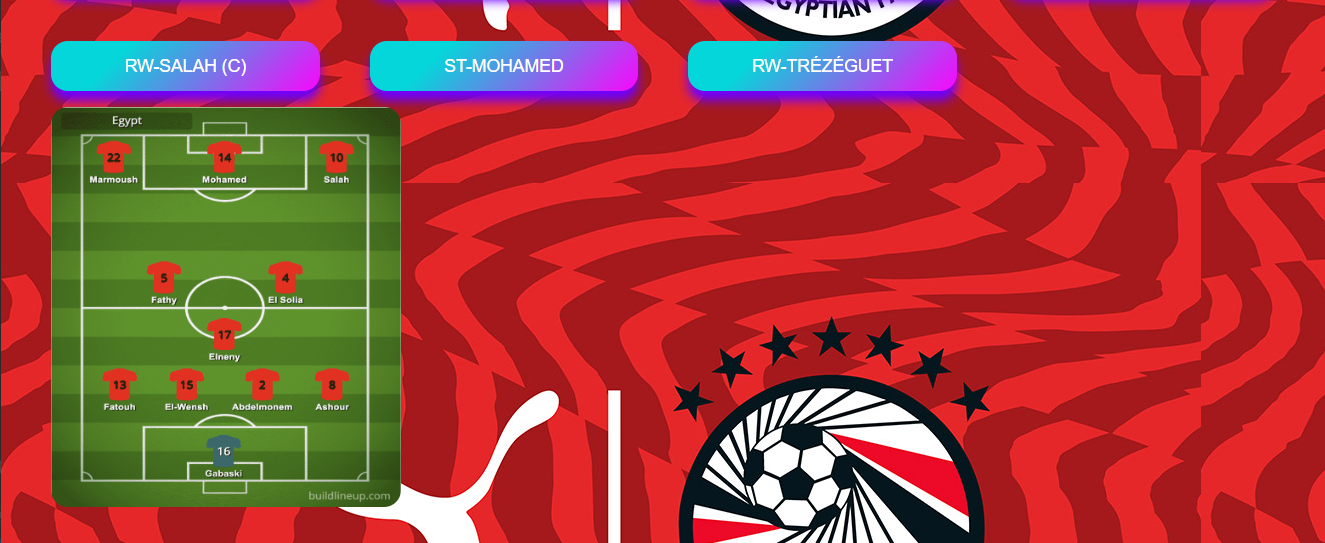 EGYPTIAN
RW-SALAH (C)
ST-MOHAMED
RW-TRÉZÉGUET
Egypt
22
14
10
Marmoush
Mohamed
Salah
5
4
Fathy
El Solia
17
Elneny
13
15
2
8
Fatouh
El-Wensh
Abdelmonem
Ashour
16
Gabaski
buildlineup.com